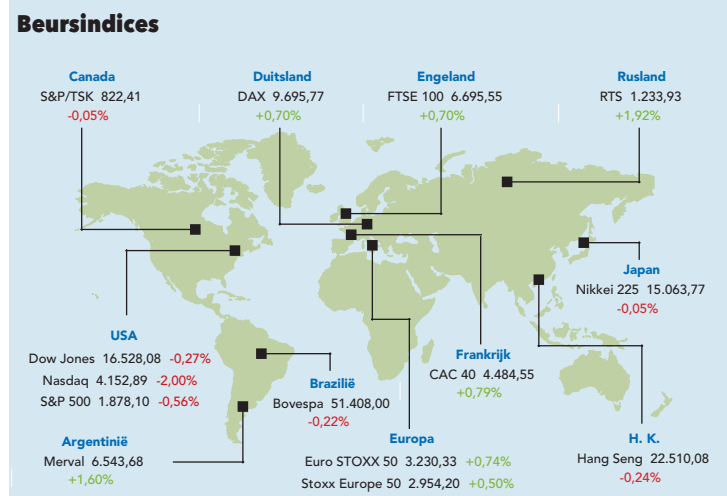 Beursindices
Canada
S&P/TSK 822,41
-0,05%
Duitsland
DAX 9.695,77
+0,70%
Engeland
FTSE 100 6.695,55
+0,70%
Rusland
RTS 1.233,93
+1,92%
Japan
Nikkei 225 15.063,77
-0,05%
USA
Dow Jones 16.528,08 -0,27%
Nasdaq 4.152,89 -2,00%
S&P 500 1.878,10 -0,56%
Brazilië
Bovespa 51.408,00
-0,22%
Frankrijk
CAC 40 4.484,55
+0,79%
Argentinië
Merval 6.543,68
+1,60%
Europa
Euro STOXX 50 3.230,33 +0,74%
Stoxx Europe 50 2.954,20 +0,50%
H. K.
Hang Seng 22.510,08
-0,24%